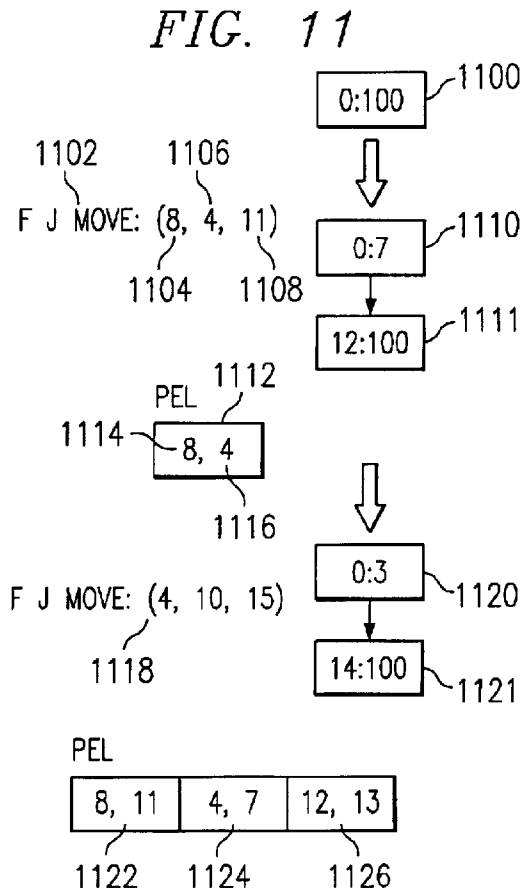 FIG. 11
0:100
1100
1102
1106
F J MOVE: (8, 4, 11)
1104
1108
0:7
1110
12:100
1111
PEL
1112
1114
8, 4
1116
0:3
1120
F J MOVE: (4, 10, 15)
1118
14:100
1121
PEL
8, 11 4, 7 12, 13
1122 1124 1126